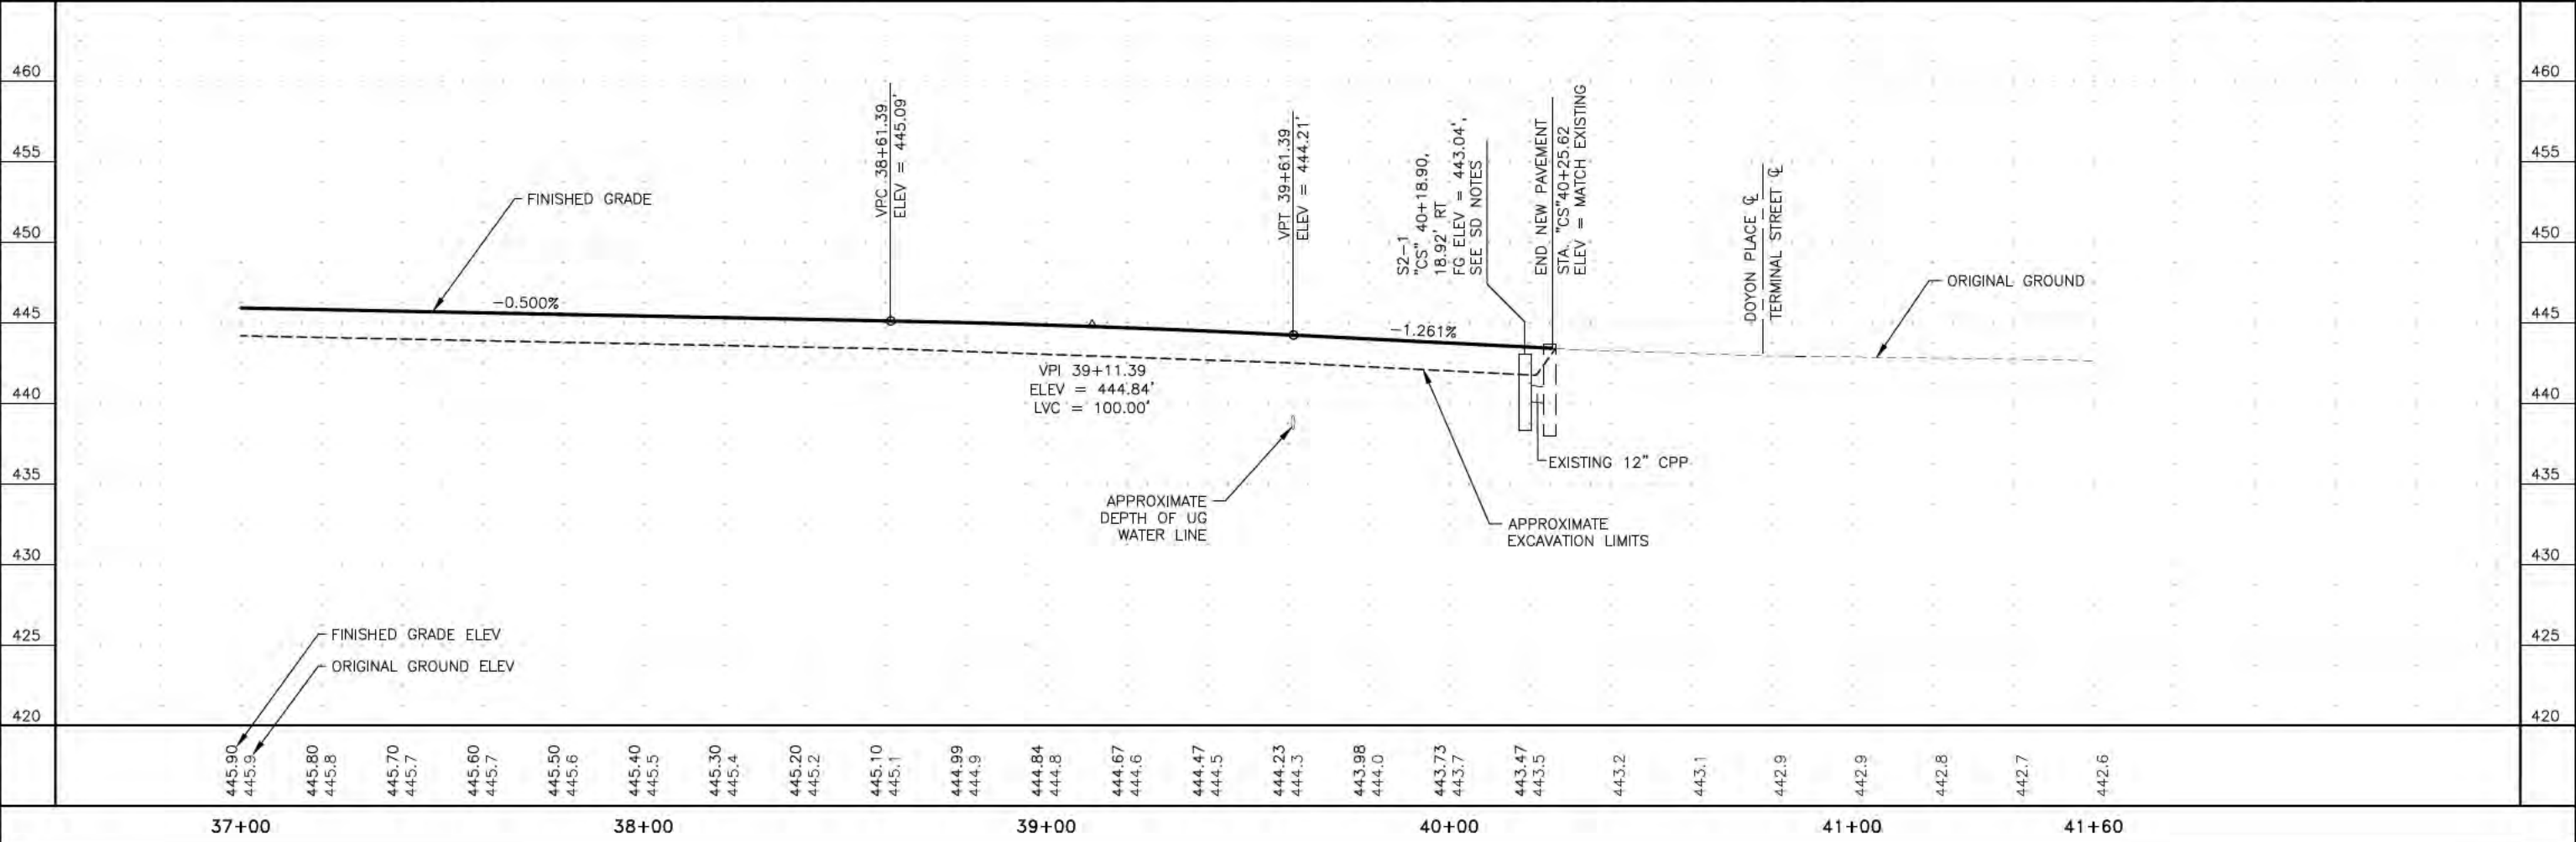 460
455
450
445
440
435
430
425
420
460
455
450
445
440
435
430
425
420
FINISHED GRADE
-0.500%
VPC 38+61.39
ELEV = 445.09'
VPI 39+11.39
ELEV = 444.84'
LVC = 100.00'
VPT 39+61.39
ELEV = 444.21'
-1.261%
S2-1
"CS" 40+18.90,
18.92' RT
FG ELEV = 443.04',
SEE SD NOTES
END NEW PAVEMENT
STA. "CS"40+25.62
ELEV = MATCH EXISTING
DOYON PLACE ℄
TERMINAL STREET ℄
ORIGINAL GROUND
EXISTING 12" CPP
APPROXIMATE
DEPTH OF UG
WATER LINE
APPROXIMATE
EXCAVATION LIMITS
FINISHED GRADE ELEV
ORIGINAL GROUND ELEV
445.90
445.9
445.80
445.8
445.70
445.7
445.60
445.7
445.50
445.6
445.40
445.5
445.30
445.4
445.20
445.2
445.10
445.1
444.99
444.9
444.84
444.8
444.67
444.6
444.47
444.5
444.23
444.3
443.98
444.0
443.73
443.7
443.47
443.5
443.2
443.1
442.9
442.9
442.8
442.7
442.6
37+00
38+00
39+00
40+00
41+00
41+60